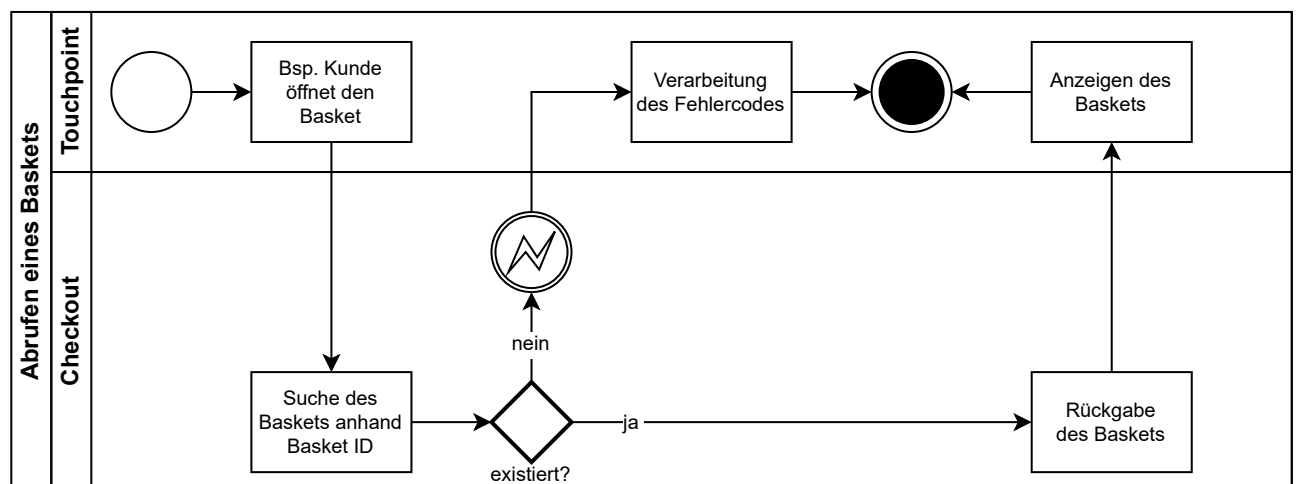 Abrufen eines Baskets
Touchpoint
Bsp. Kunde
öffnet den
Basket
Verarbeitung
des Fehlercodes
Anzeigen des
Baskets
Checkout
Suche des
Baskets anhand
Basket ID
nein
existiert?
ja
Rückgabe
des Baskets